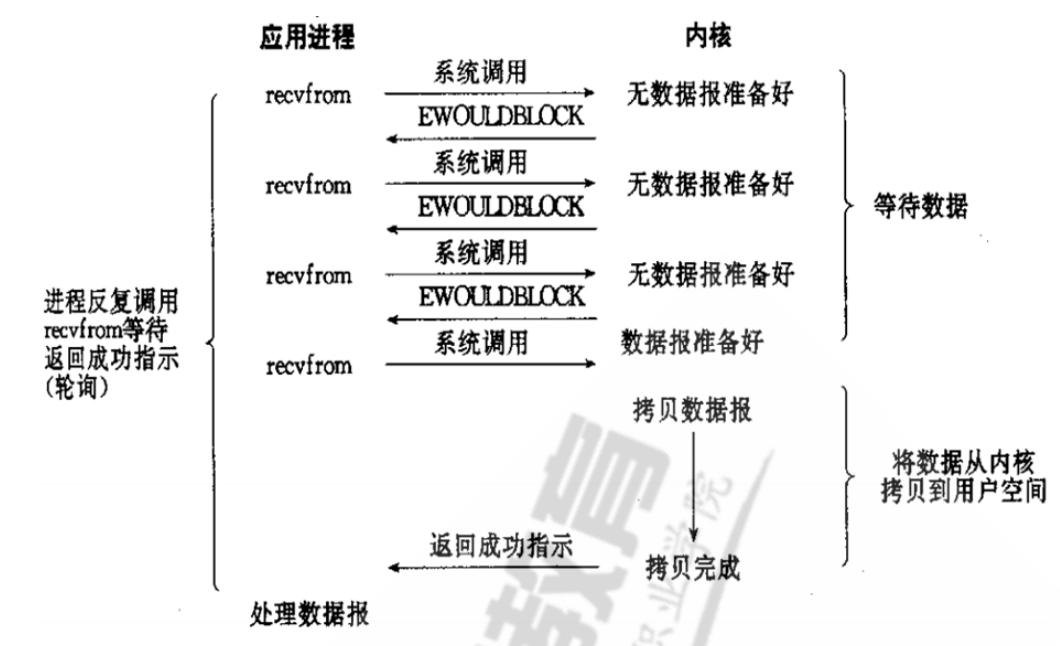 应用进程
内核
recvfrom
系统调用
无数据报准备好
EWOULDBLOCK
recvfrom
系统调用
无数据报准备好
EWOULDBLOCK
等待数据
recvfrom
系统调用
无数据报准备好
EWOULDBLOCK
进程反复调用
recvfrom等待
返回成功指示
(轮询)
recvfrom
系统调用
数据报准备好
拷贝数据报
将数据从内核
拷贝到用户空间
返回成功指示
拷贝完成
处理数据报
教育
职业学院